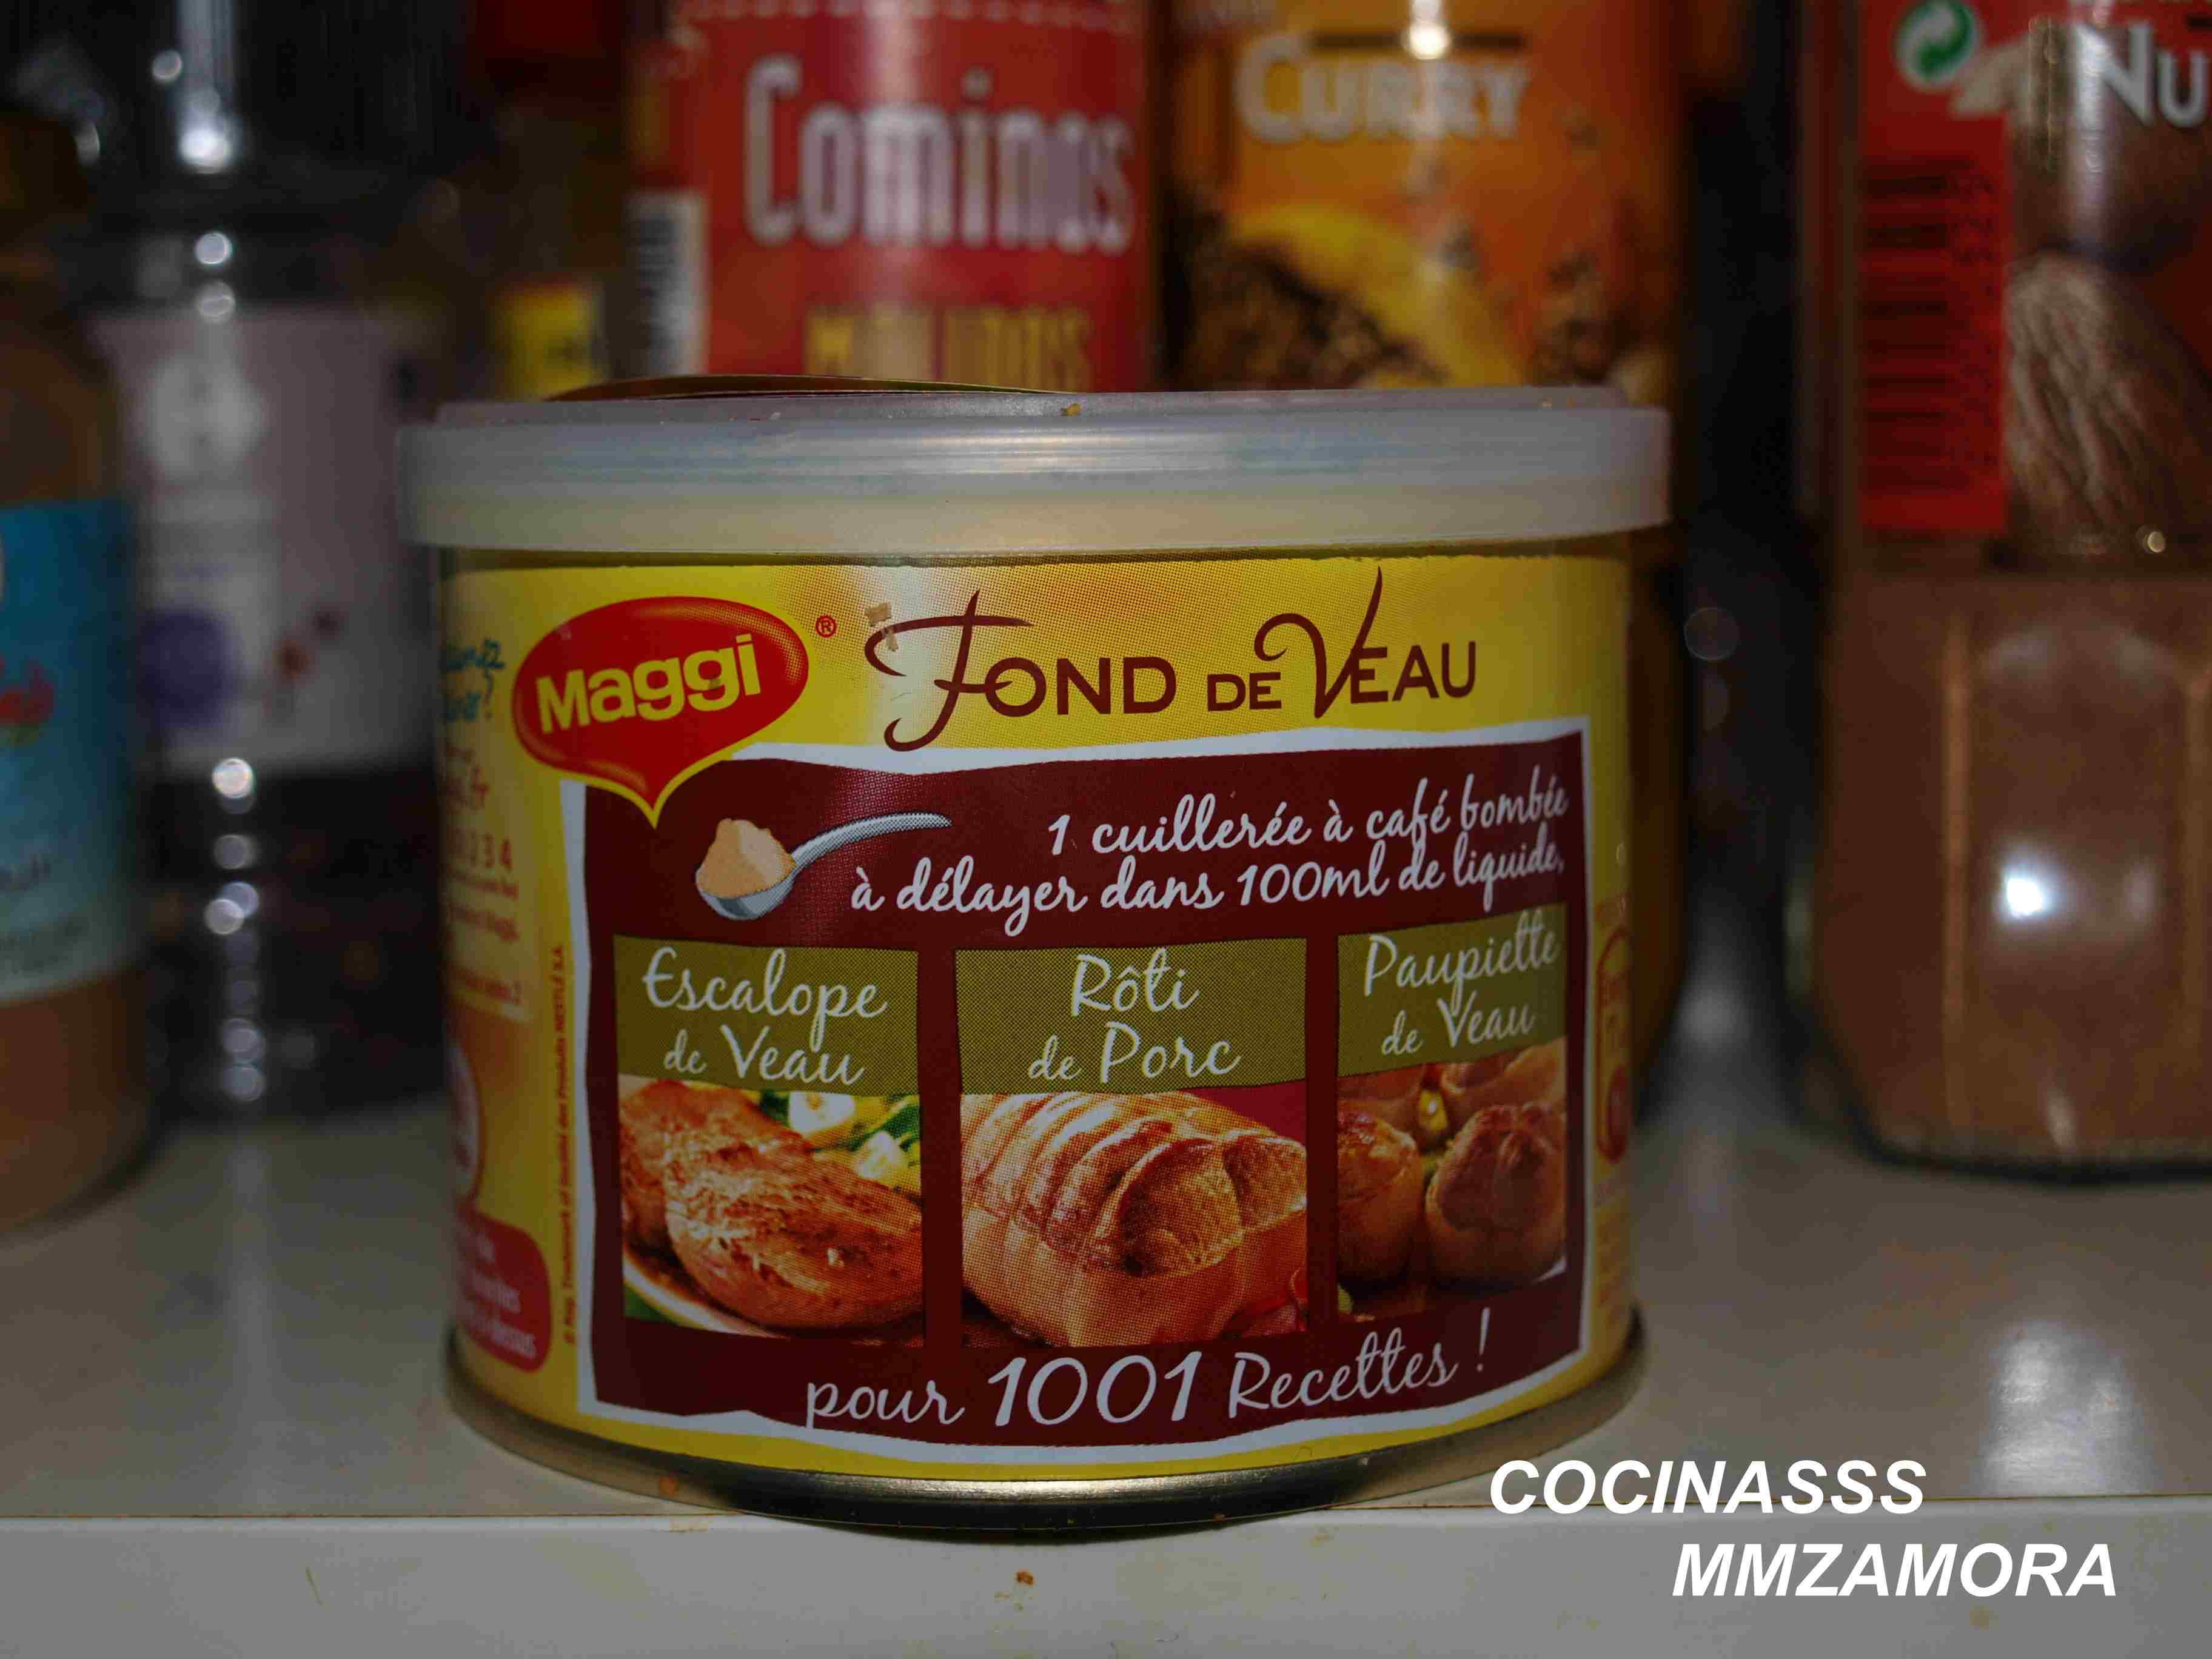 Cominos
CURRY
NU
Maggi®
FOND DE VEAU
1 cuillerée à café bombée
à délayer dans 100ml de liquide,
Escalope
de Veau
Rôti
de Porc
Paupiette
de Veau
pour 1001 Recettes !
COCINASSS
MMZAMORA